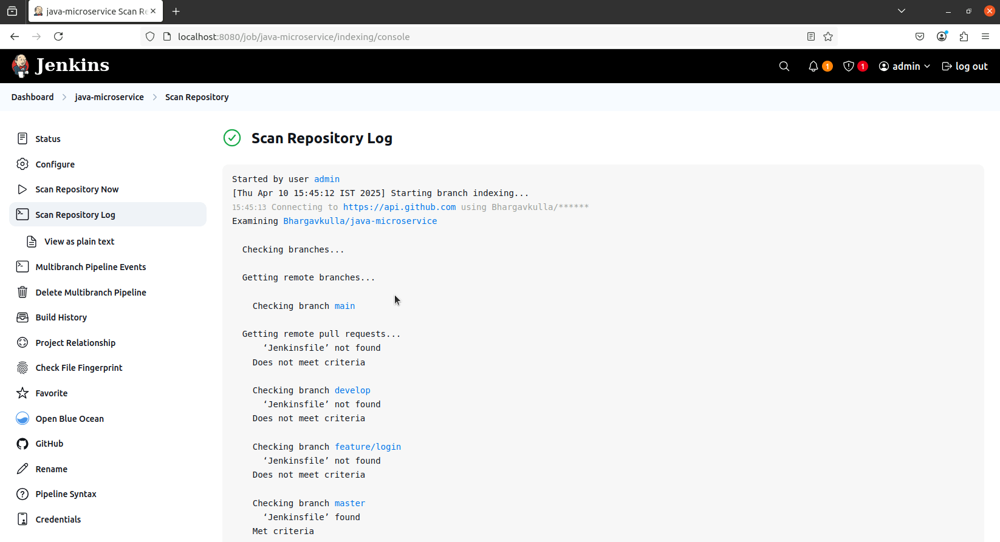 java-microservice Scan Re
localhost:8080/job/java-microservice/indexing/console
Jenkins
1
1
admin
log out
Dashboard
java-microservice
Scan Repository
Status
Configure
Scan Repository Now
Scan Repository Log
View as plain text
Multibranch Pipeline Events
Delete Multibranch Pipeline
Build History
Project Relationship
Check File Fingerprint
Favorite
Open Blue Ocean
GitHub
Rename
Pipeline Syntax
Credentials
Scan Repository Log
Started by user admin
[Thu Apr 10 15:45:12 IST 2025] Starting branch indexing...
15:45:13 Connecting to https://api.github.com using Bhargavkulla/******
Examining Bhargavkulla/java-microservice
Checking branches...
Getting remote branches...
Checking branch main
Getting remote pull requests...
‘Jenkinsfile’ not found
Does not meet criteria
Checking branch develop
‘Jenkinsfile’ not found
Does not meet criteria
Checking branch feature/login
‘Jenkinsfile’ not found
Does not meet criteria
Checking branch master
‘Jenkinsfile’ found
Met criteria